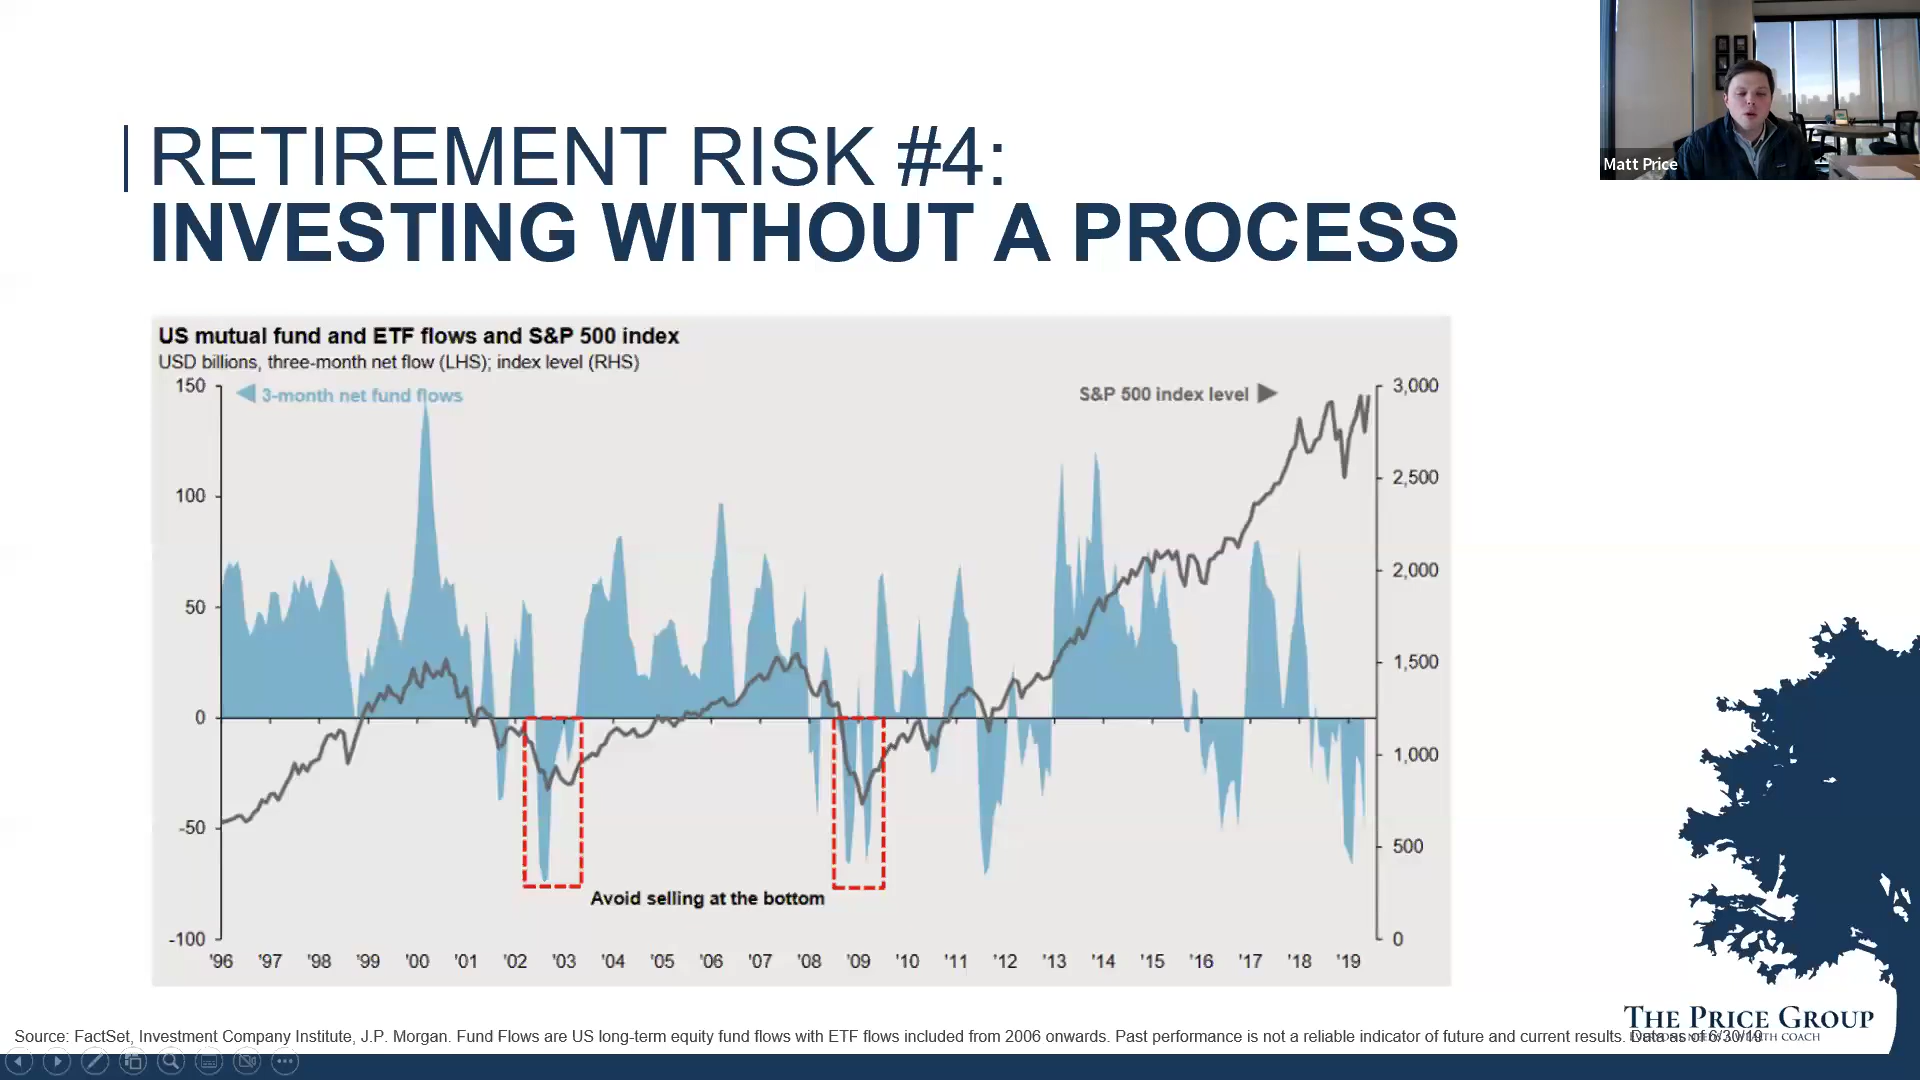 Matt Price
RETIREMENT RISK #4:
INVESTING WITHOUT A PROCESS
US mutual fund and ETF flows and S&P 500 index
USD billions, three-month net flow (LHS); index level (RHS)
3-month net fund flows
S&P 500 index level
150
100
50
0
-50
-100
3,000
2,500
2,000
1,500
1,000
500
0
Avoid selling at the bottom
'96 '97 '98 '99 '00 '01 '02 '03 '04 '05 '06 '07 '08 '09 '10 '11 '12 '13 '14 '15 '16 '17 '18 '19
THE PRICE GROUP
WEALTH COACH
Source: FactSet, Investment Company Institute, J.P. Morgan. Fund Flows are US long-term equity fund flows with ETF flows included from 2006 onwards. Past performance is not a reliable indicator of future and current results. Data as of 6/30/19